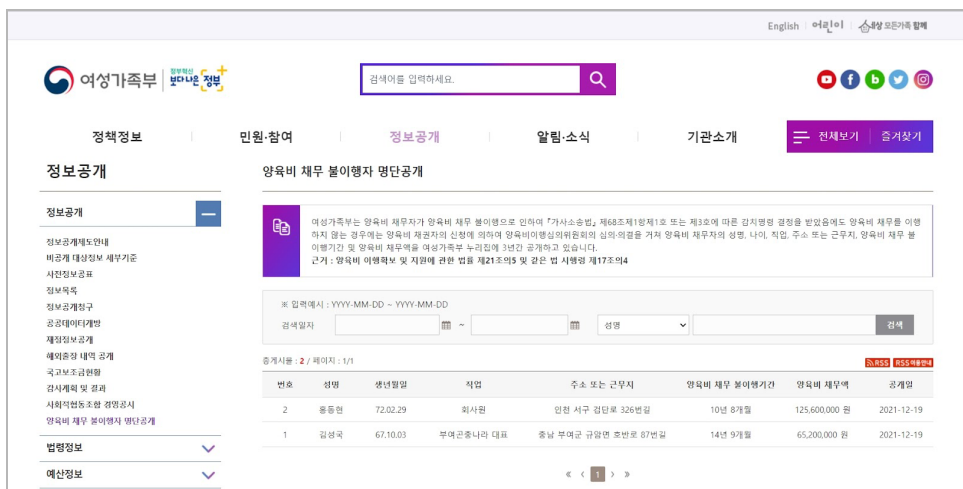 English 어린이 세상 모든가족 함께
여성가족부 정부혁신 보다나은 정부
검색어를 입력하세요.
정책정보 민원·참여 정보공개 알림·소식 기관소개 전체보기 즐겨찾기
정보공개
양육비 채무 불이행자 명단공개
정보공개
정보공개제도안내
비공개 대상정보 세부기준
사전정보공표
정보목록
정보공개청구
공공데이터개방
재정정보공개
해외출장 내역 공개
국고보조금현황
감사계획 및 결과
사회적협동조합 경영공시
양육비 채무 불이행자 명단공개
법령정보
예산정보
여성가족부는 양육비 채무자가 양육비 채무 불이행으로 인하여 『가사소송법』 제68조제1항제1호 또는 제3호에 따른 감치명령 결정을 받았음에도 양육비 채무를 이행
하지 않는 경우에는 양육비 채권자의 신청에 의하여 양육비이행심의위원회의 심의·의결을 거쳐 양육비 채무자의 성명, 나이, 직업, 주소 또는 근무지, 양육비 채무 불
이행기간 및 양육비 채무액을 여성가족부 누리집에 3년간 공개하고 있습니다.
근거 : 양육비 이행확보 및 지원에 관한 법률 제21조의5 및 같은 법 시행령 제17조의4
※ 입력예시 : YYYY-MM-DD ~ YYYY-MM-DD
검색일자 ~ 성명 검색
총게시물 : 2 / 페이지 : 1/1 RSS RSS이용안내
번호 성명 생년월일 직업 주소 또는 근무지 양육비 채무 불이행기간 양육비 채무액 공개일
2 홍동현 72.02.29 회사원 인천 서구 검단로 326번길 10년 8개월 125,600,000 원 2021-12-19
1 김성국 67.10.03 부여곤충나라 대표 충남 부여군 규암면 호반로 87번길 14년 9개월 65,200,000 원 2021-12-19
« ‹ 1 › »